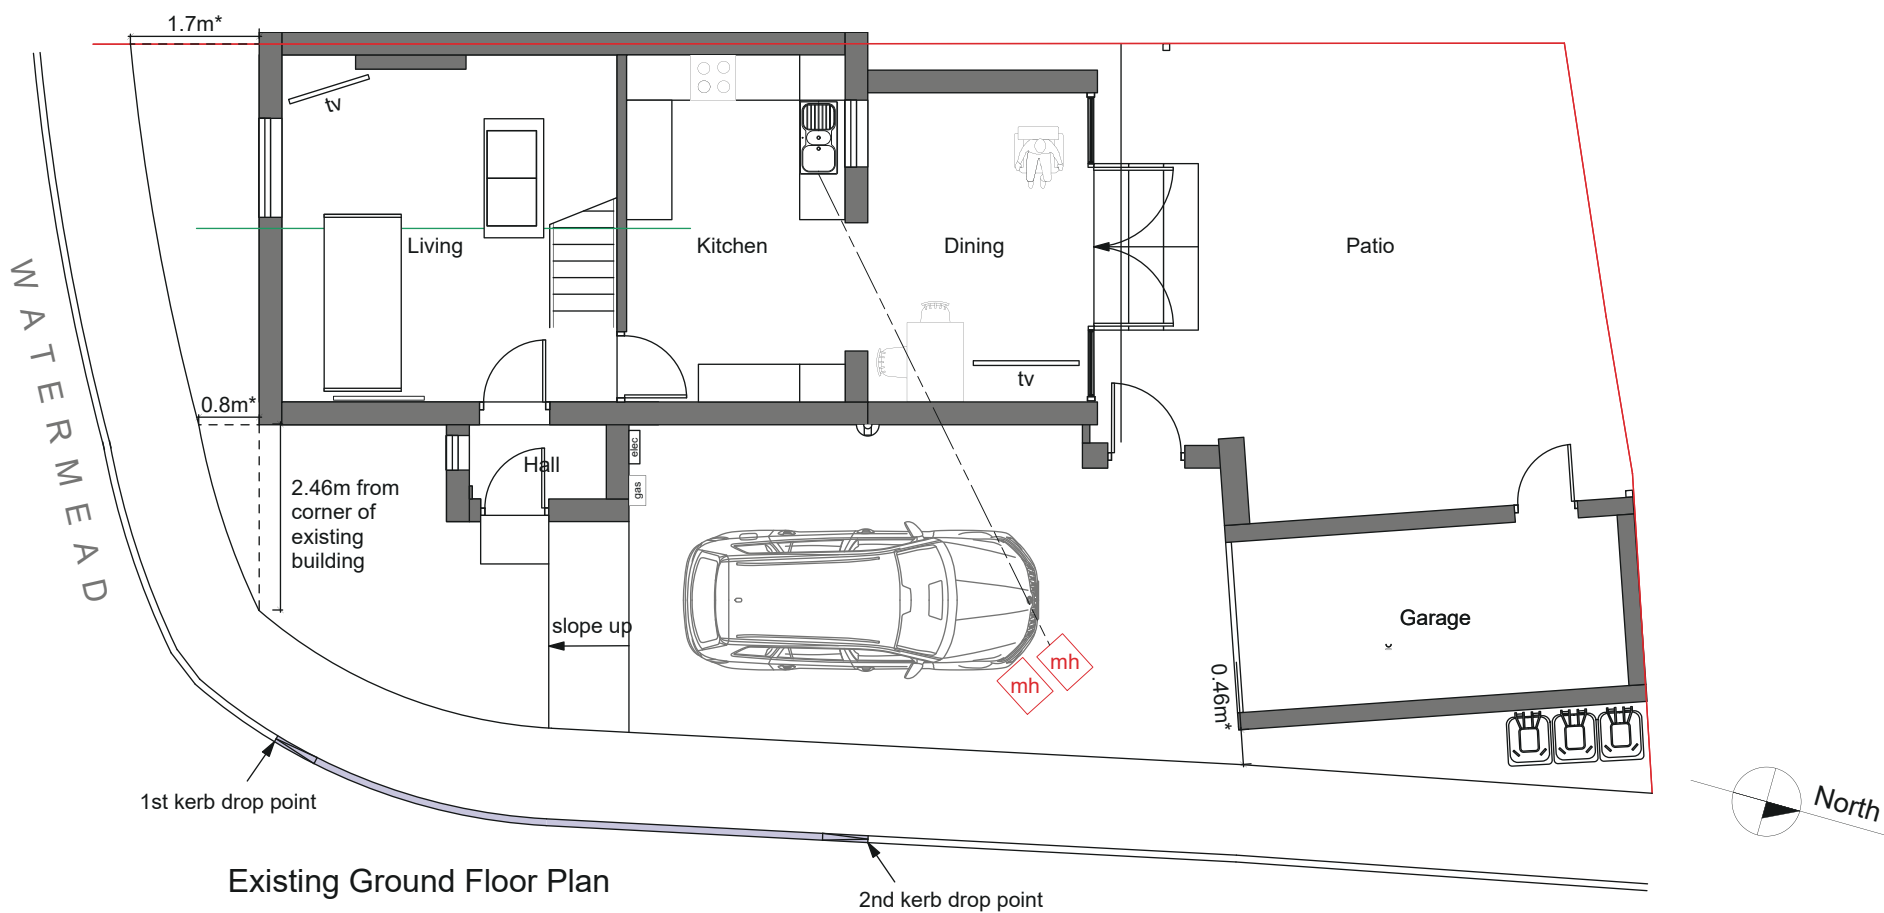 1.7m*
tv
Living
Kitchen
Dining
Patio
WATERMEAD
tv
0.8m*
Hall
elec
gas
2.46m from
corner of
existing
building
slope up
mh
mh
Garage
0.46m*
1st kerb drop point
North
Existing Ground Floor Plan
2nd kerb drop point